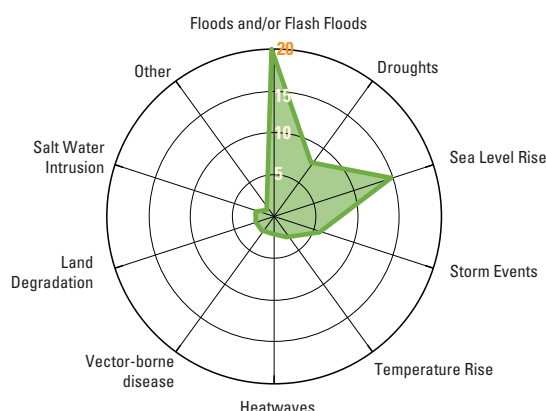 Floods and/or Flash Floods
20
Other
Droughts
15
10
Salt Water
Intrusion
Sea Level Rise
5
Land
Degradation
Storm Events
Vector-borne
disease
Temperature Rise
Heatwaves